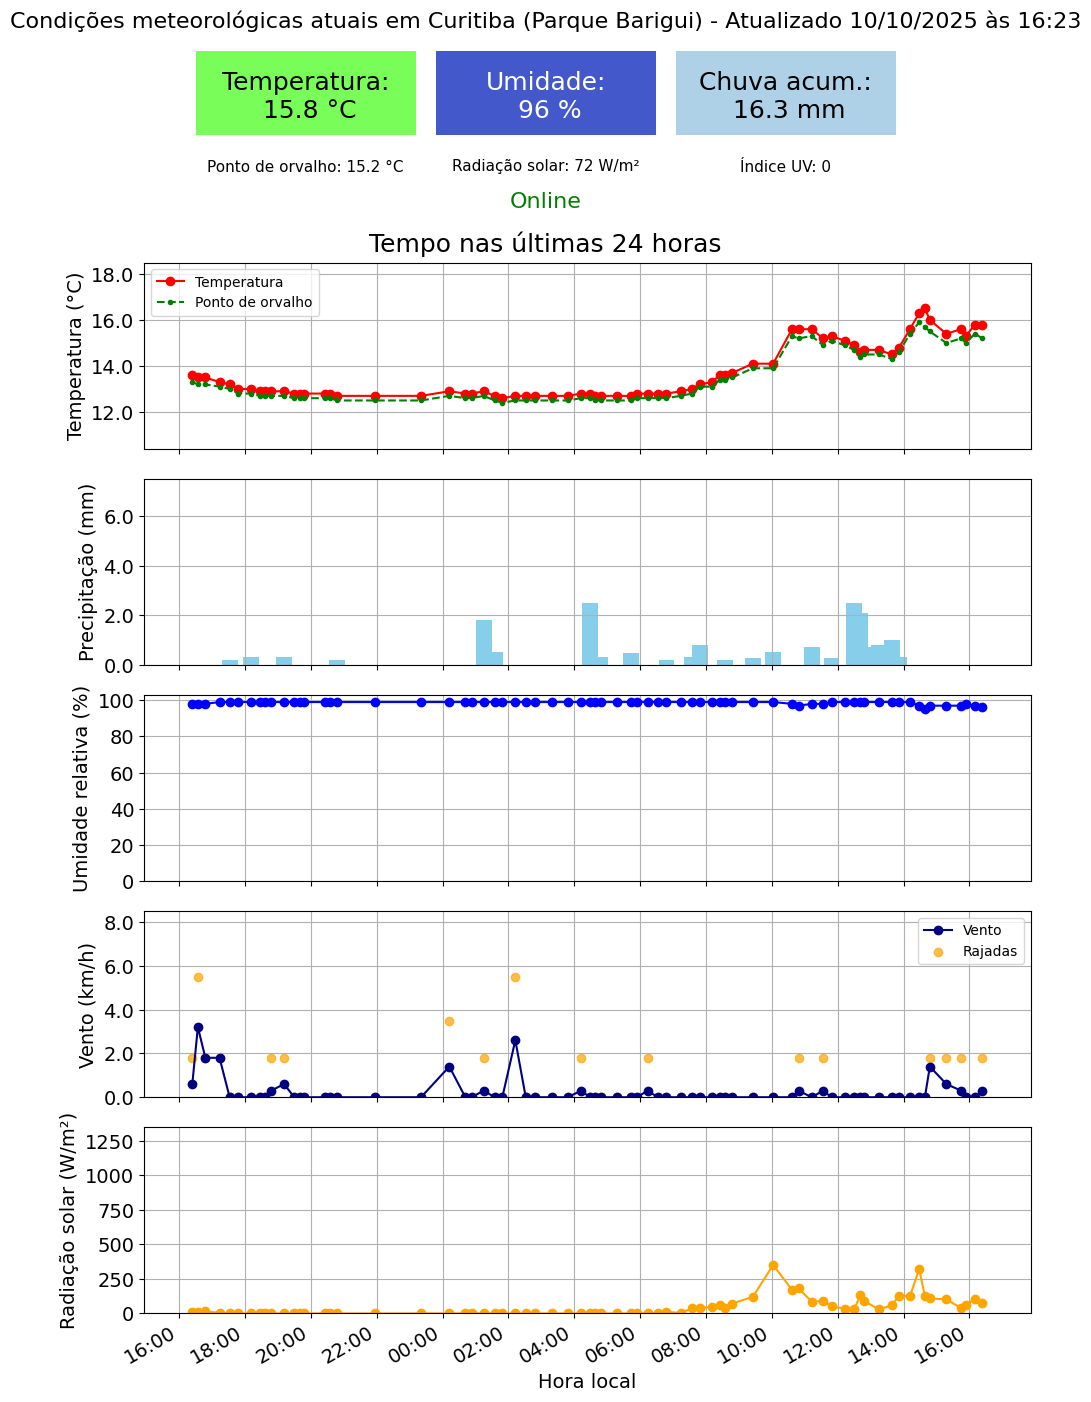 Condições meteorológicas atuais em Curitiba (Parque Barigui) - Atualizado 10/10/2025 às 16:23
Temperatura:
15.8 °C
Umidade:
96 %
Chuva acum.:
16.3 mm
Ponto de orvalho: 15.2 °C
Radiação solar: 72 W/m²
Índice UV: 0
Online
Tempo nas últimas 24 horas
Temperatura (°C)
18.0
16.0
14.0
12.0
Temperatura
Ponto de orvalho
Precipitação (mm)
6.0
4.0
2.0
0.0
Umidade relativa (%)
100
80
60
40
20
0
Vento (km/h)
8.0
6.0
4.0
2.0
0.0
Vento
Rajadas
Radiação solar (W/m²)
1250
1000
750
500
250
0
16:00 18:00 20:00 22:00 00:00 02:00 04:00 06:00 08:00 10:00 12:00 14:00 16:00
Hora local